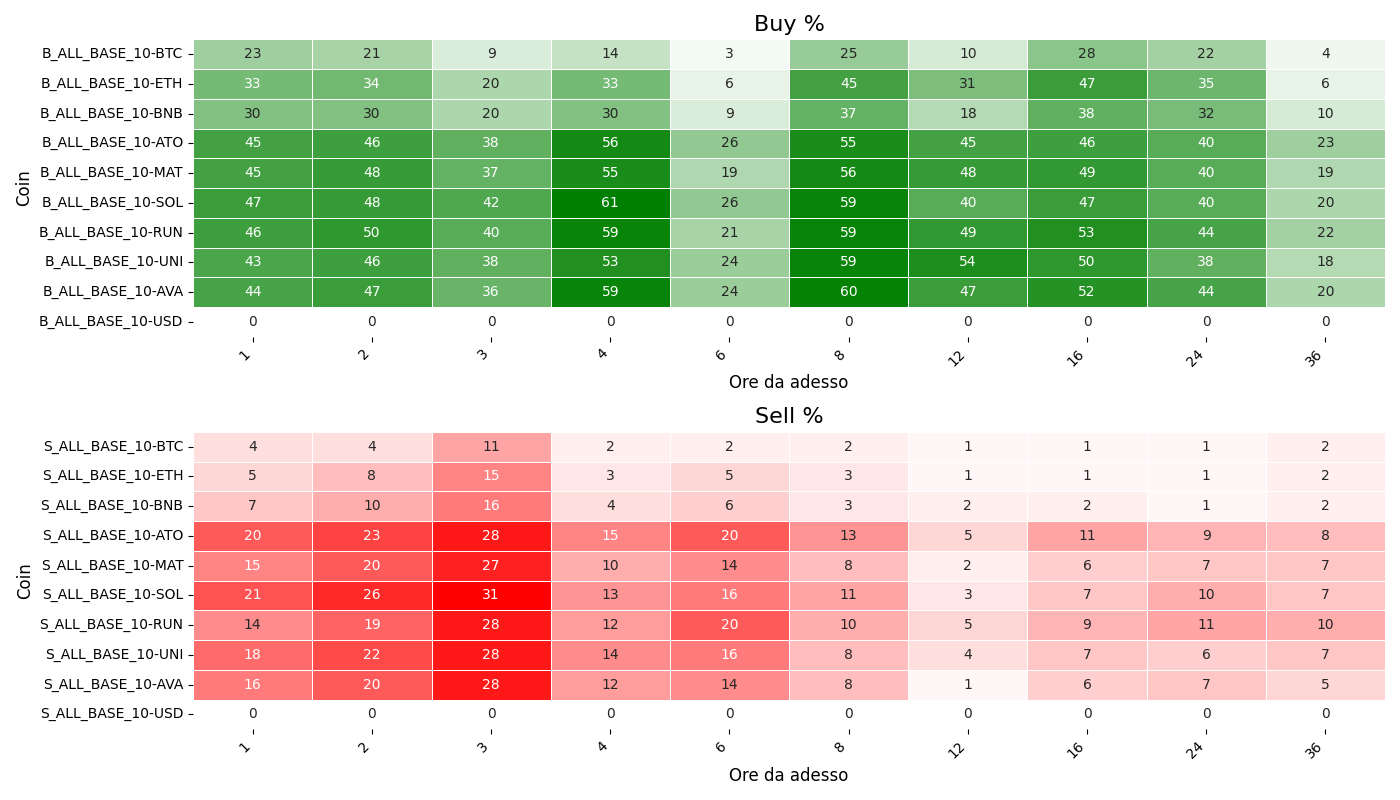 Buy %
Coin
B_ALL_BASE_10-BTC 23 21 9 14 3 25 10 28 22 4
B_ALL_BASE_10-ETH 33 34 20 33 6 45 31 47 35 6
B_ALL_BASE_10-BNB 30 30 20 30 9 37 18 38 32 10
B_ALL_BASE_10-ATO 45 46 38 56 26 55 45 46 40 23
B_ALL_BASE_10-MAT 45 48 37 55 19 56 48 49 40 19
B_ALL_BASE_10-SOL 47 48 42 61 26 59 40 47 40 20
B_ALL_BASE_10-RUN 46 50 40 59 21 59 49 53 44 22
B_ALL_BASE_10-UNI 43 46 38 53 24 59 54 50 38 18
B_ALL_BASE_10-AVA 44 47 36 59 24 60 47 52 44 20
B_ALL_BASE_10-USD 0 0 0 0 0 0 0 0 0 0
1 2 3 4 6 8 12 16 24 36
Ore da adesso
Sell %
Coin
S_ALL_BASE_10-BTC 4 4 11 2 2 2 1 1 1 2
S_ALL_BASE_10-ETH 5 8 15 3 5 3 1 1 1 2
S_ALL_BASE_10-BNB 7 10 16 4 6 3 2 2 1 2
S_ALL_BASE_10-ATO 20 23 28 15 20 13 5 11 9 8
S_ALL_BASE_10-MAT 15 20 27 10 14 8 2 6 7 7
S_ALL_BASE_10-SOL 21 26 31 13 16 11 3 7 10 7
S_ALL_BASE_10-RUN 14 19 28 12 20 10 5 9 11 10
S_ALL_BASE_10-UNI 18 22 28 14 16 8 4 7 6 7
S_ALL_BASE_10-AVA 16 20 28 12 14 8 1 6 7 5
S_ALL_BASE_10-USD 0 0 0 0 0 0 0 0 0 0
1 2 3 4 6 8 12 16 24 36
Ore da adesso